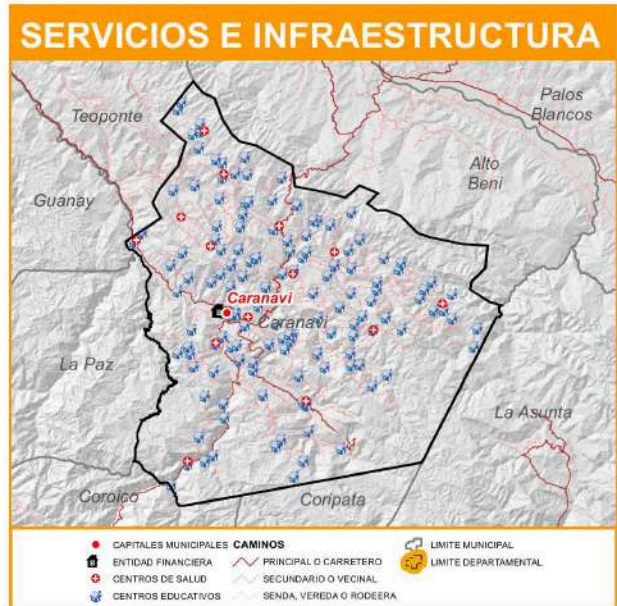 SERVICIOS E INFRAESTRUCTURA
Teoponte
Palos
Blancos
Alto
Beni
Guanay
Caranavi
Caranavi
La Paz
La Asunta
Coroico
Coripata
CAPITALES MUNICIPALES
ENTIDAD FINANCIERA
CENTROS DE SALUD
CENTROS EDUCATIVOS
CAMINOS
PRINCIPAL O CARRETERO
SECUNDARIO O VECINAL
SENDA, VEREDA O RODEERA
LIMITE MUNICIPAL
LIMITE DEPARTAMENTAL